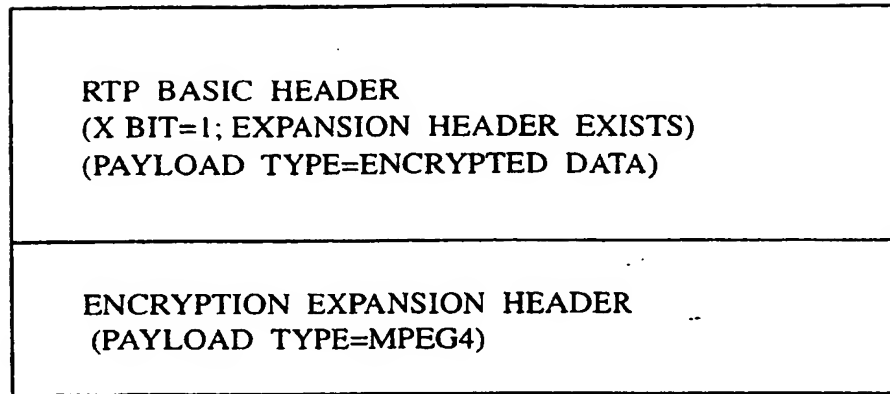 RTP BASIC HEADER
(X BIT=1; EXPANSION HEADER EXISTS)
(PAYLOAD TYPE=ENCRYPTED DATA)
ENCRYPTION EXPANSION HEADER
(PAYLOAD TYPE=MPEG4)